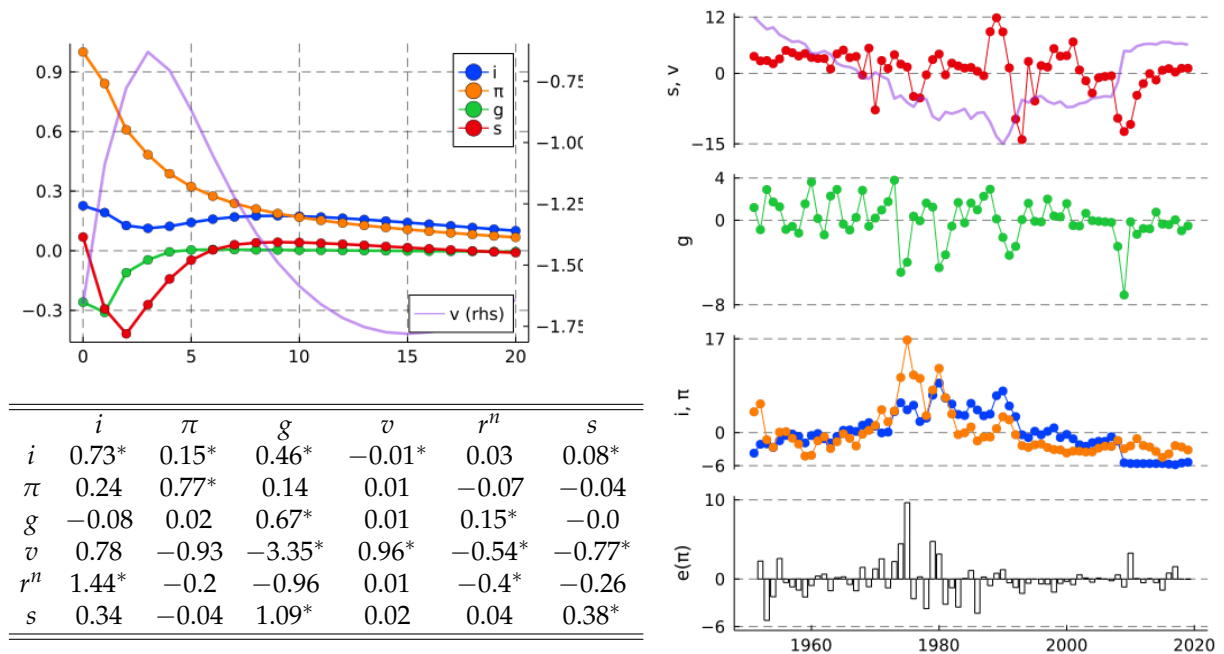 0.9
0.6
0.3
0.0
−0.3
0 5 10 15 20
i
π
g
s
v (rhs)
−0.7
−1.00
−1.25
−1.50
−1.75
i π g v rⁿ s
i 0.73* 0.15* 0.46* −0.01* 0.03 0.08*
π 0.24 0.77* 0.14 0.01 −0.07 −0.04
g −0.08 0.02 0.67* 0.01 0.15* −0.0
v 0.78 −0.93 −3.35* 0.96* −0.54* −0.77*
rⁿ 1.44* −0.2 −0.96 0.01 −0.4* −0.26
s 0.34 −0.04 1.09* 0.02 0.04 0.38*
12
0
−15
s, v
4
0
−8
g
17
0
−6
i, π
10
0
−6
e(π)
1960 1980 2000 2020